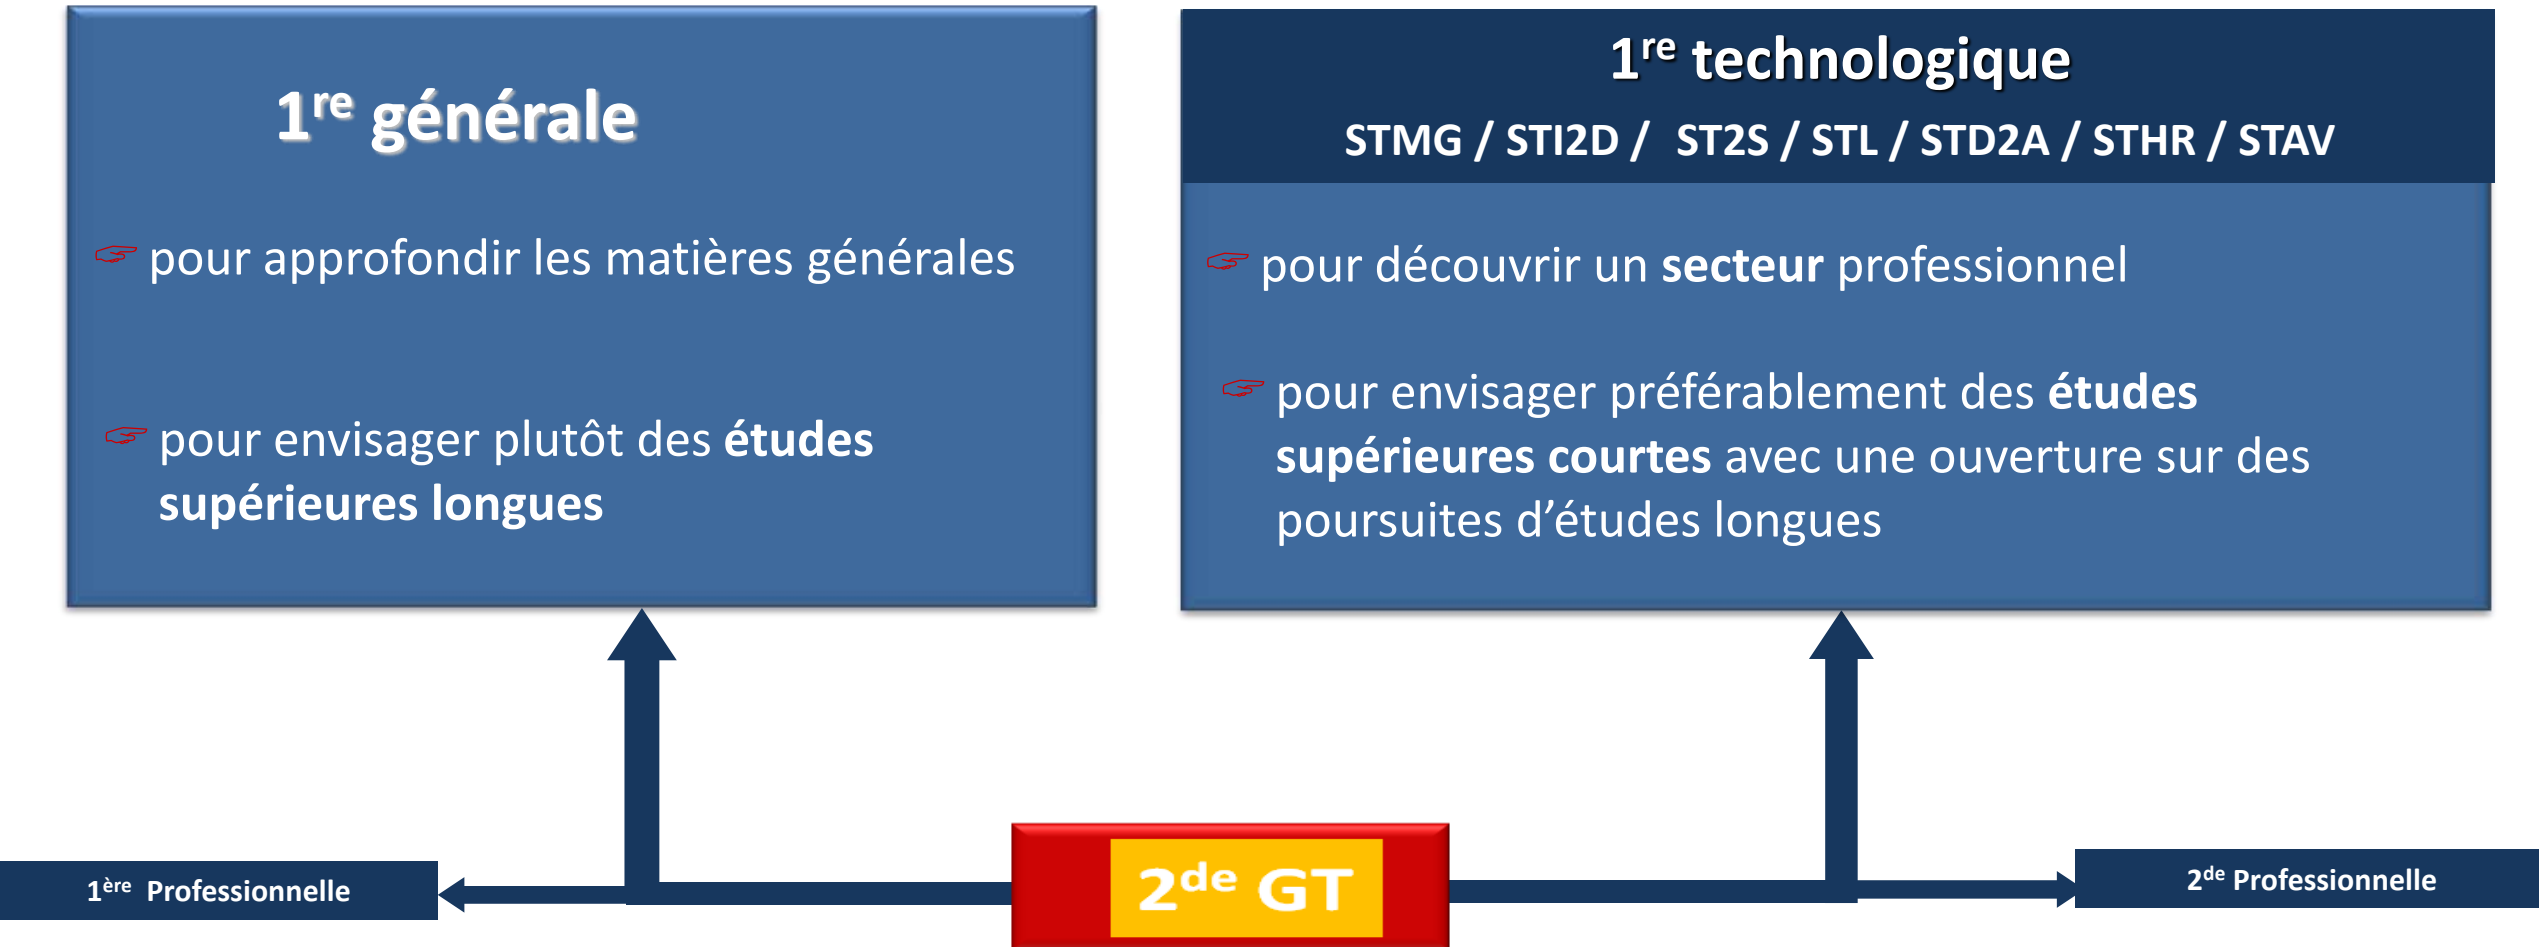 1re générale
☞ pour approfondir les matières générales
☞ pour envisager plutôt des études
supérieures longues
1re technologique
STMG / STI2D / ST2S / STL / STD2A / STHR / STAV
☞ pour découvrir un secteur professionnel
☞ pour envisager préférablement des études
supérieures courtes avec une ouverture sur des
poursuites d’études longues
1ère Professionnelle
2de GT
2de Professionnelle